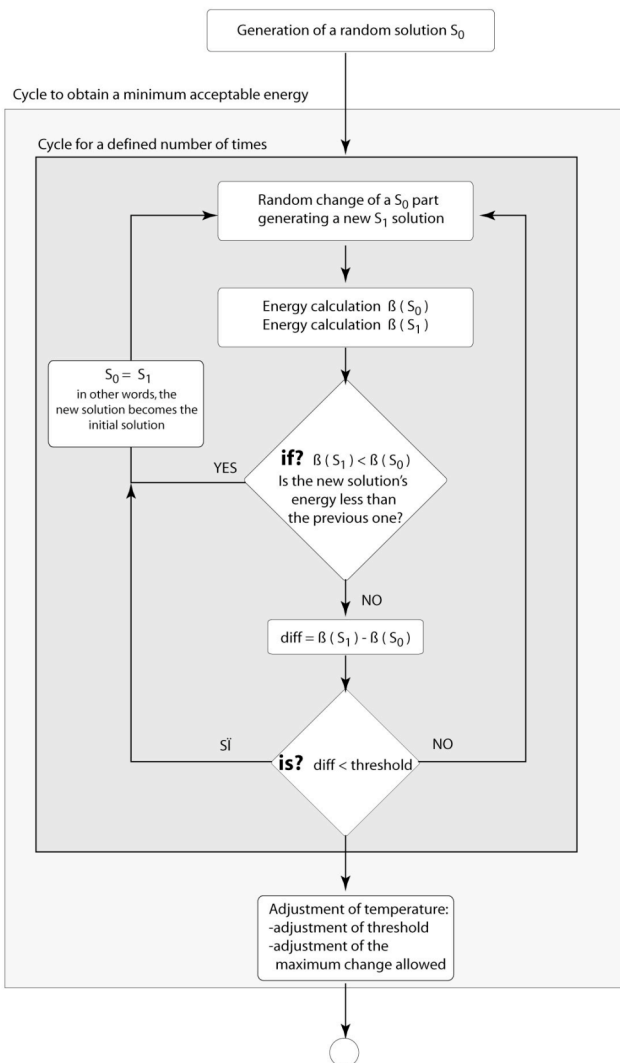 Generation of a random solution S₀
Cycle to obtain a minimum acceptable energy
Cycle for a defined number of times
Random change of a S₀ part
generating a new S₁ solution
Energy calculation ß ( S₀ )
Energy calculation ß ( S₁ )
S₀ = S₁
in other words, the
new solution becomes the
initial solution
YES
if? ß ( S₁ ) < ß ( S₀ )
Is the new solution's
energy less than
the previous one?
NO
diff = ß ( S₁ ) - ß ( S₀ )
SÏ
NO
is? diff < threshold
Adjustment of temperature:
-adjustment of threshold
-adjustment of the
maximum change allowed